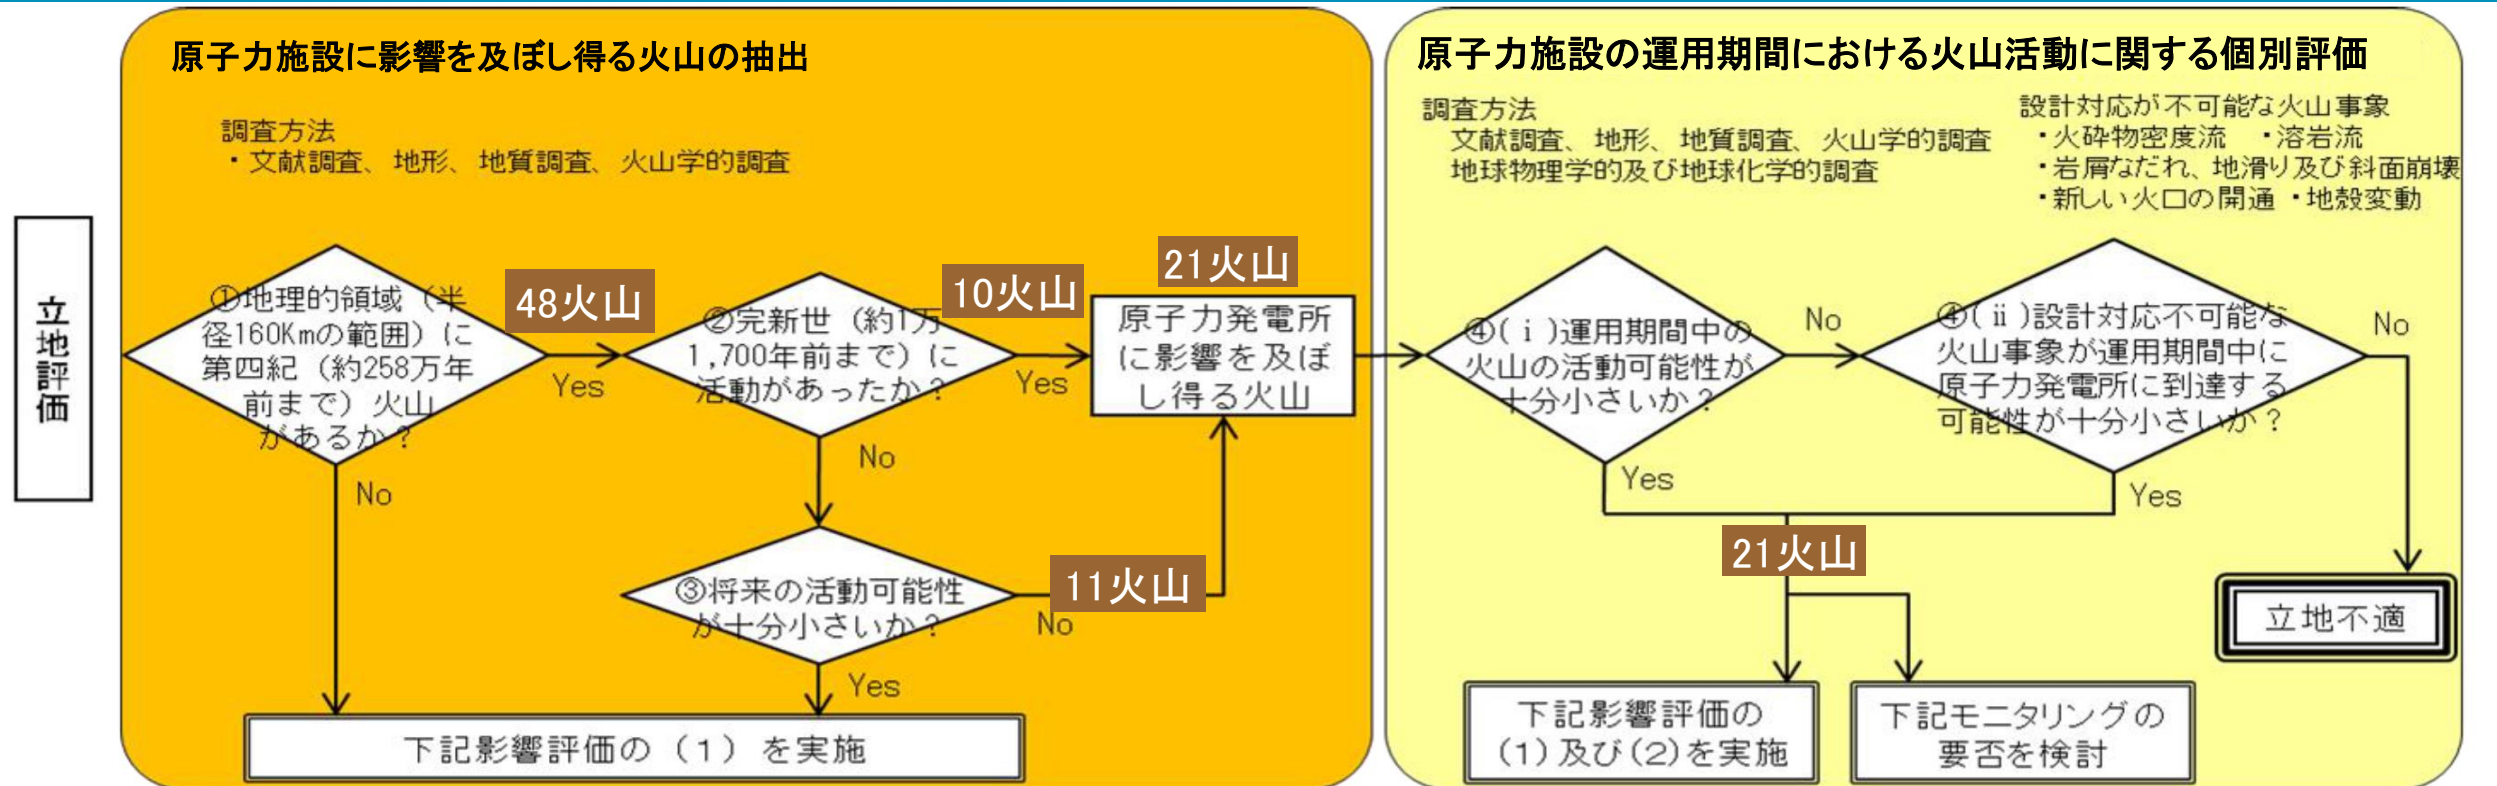 立地評価
原子力施設に影響を及ぼし得る火山の抽出
調査方法
・文献調査、地形、地質調査、火山学的調査
①地理的領域（半
径160Kmの範囲）に
第四紀（約258万年
前まで）火山
があるか？
48火山
Yes
No
②完新世（約1万
1,700年前まで）に
活動があったか？
10火山
Yes
No
21火山
原子力発電所
に影響を及ぼ
し得る火山
③将来の活動可能性
が十分小さいか？
11火山
No
Yes
下記影響評価の（1）を実施
原子力施設の運用期間における火山活動に関する個別評価
調査方法
文献調査、地形、地質調査、火山学的調査
地球物理学的及び地球化学的調査
設計対応が不可能な火山事象
・火砕物密度流　・溶岩流
・岩屑なだれ、地滑り及び斜面崩壊
・新しい火口の開通・地殻変動
④(ⅰ)運用期間中の
火山の活動可能性が
十分小さいか？
No
Yes
④(ⅱ)設計対応不可能な
火山事象が運用期間中に
原子力発電所に到達する
可能性が十分小さいか？
No
Yes
21火山
立地不適
下記影響評価の
(1)及び(2)を実施
下記モニタリングの
要否を検討